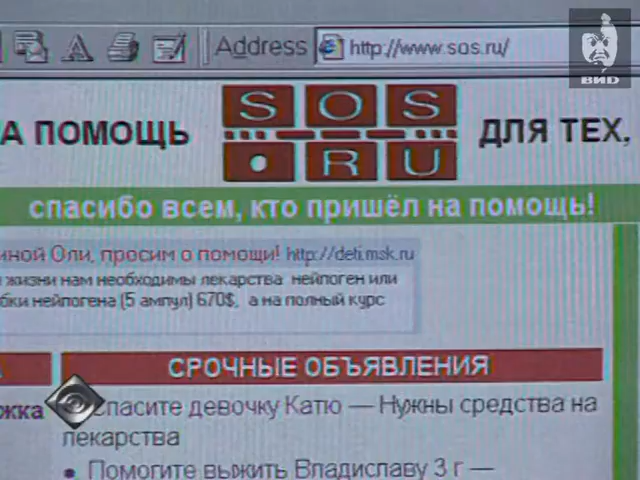 Address http://www.sos.ru/
ВИD
А ПОМОЩЬ
SOS
RU
ДЛЯ ТЕХ,
спасибо всем, кто пришёл на помощь!
иной Оли, просим о помощи! http://deti.msk.ru
жизни нам необходимы лекарства нейпоген или
бки нейпогена (5 ампул) 670$, а на полный курс
СРОЧНЫЕ ОБЪЯВЛЕНИЯ
жка
Спасите девочку Катю — Нужны средства на
лекарства
• Помогите выжить Владиславу 3 г —